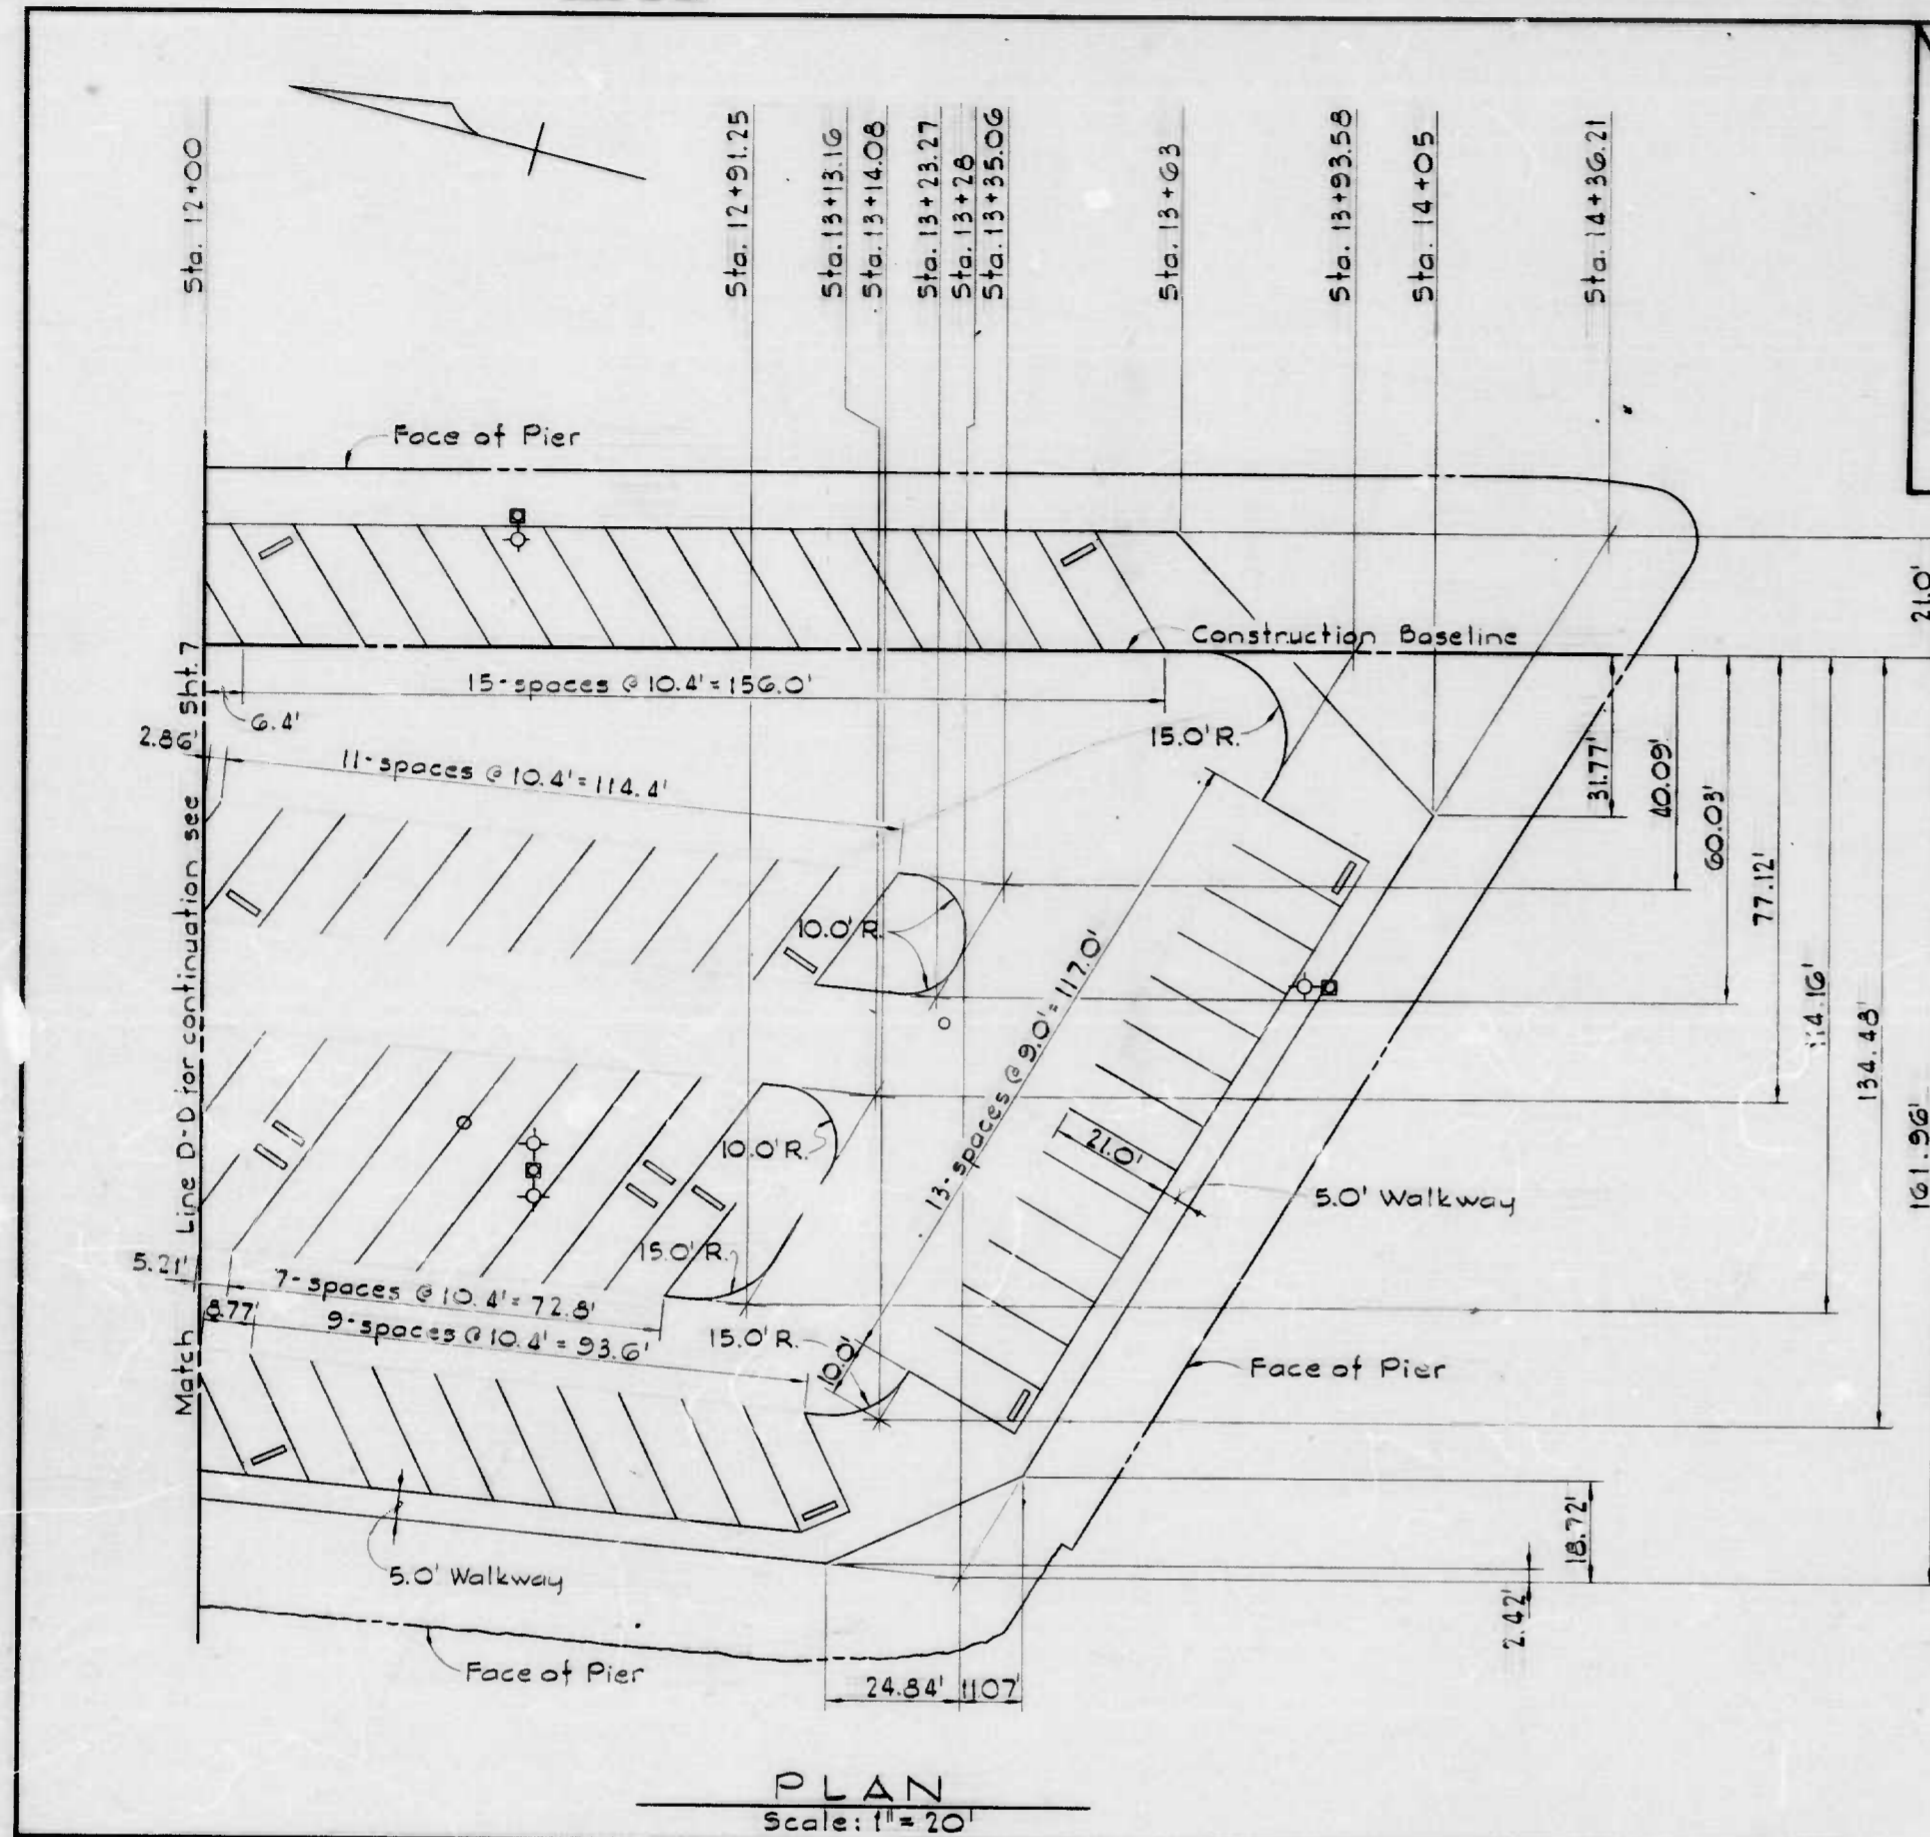 Sta. 12+00
Sta. 12+91.25
Sta. 13+13.16
Sta. 13+14.08
Sta. 13+23.27
Sta. 13+28
Sta. 13+35.06
Sta. 13+63
Sta. 13+93.58
Sta. 14+05
Sta. 14+36.21
Face of Pier
21.0'
Construction Baseline
15-spaces @ 10.4' = 156.0'
6.4'
2.86'
15.0' R.
11-spaces @ 10.4' = 114.4'
31.77'
40.09'
60.03'
77.12'
114.16'
134.48'
161.96'
Match Line D-D for continuation see Sht. 7
10.0' R.
13-spaces @ 9.0' = 117.0'
10.0' R.
21.0'
5.0' Walkway
15.0' R.
5.21'
7-spaces @ 10.4' = 72.8'
8.77'
9-spaces @ 10.4' = 93.6'
15.0' R.
10.0'
Face of Pier
18.72'
2.42'
5.0' Walkway
Face of Pier
24.84'
11.07'
PLAN
Scale: 1" = 20'